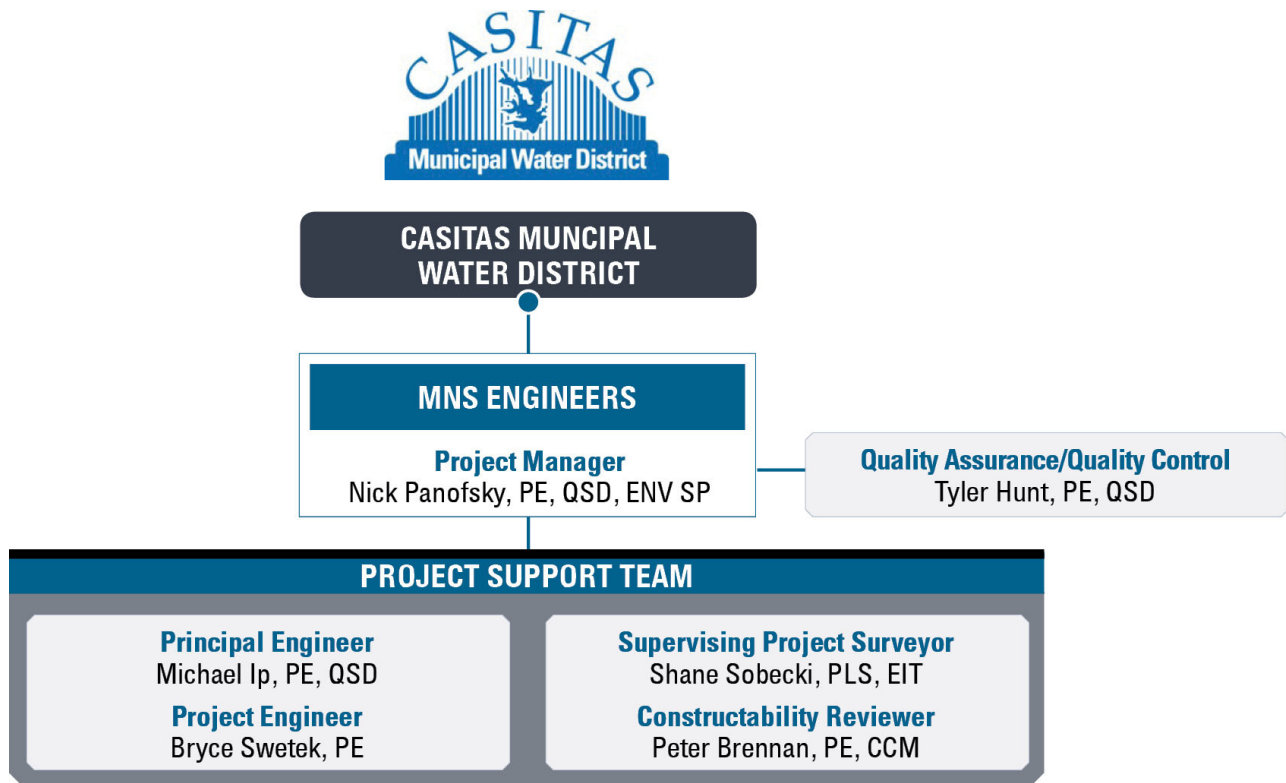 CASITAS
Municipal Water District
CASITAS MUNCIPAL
WATER DISTRICT
MNS ENGINEERS
Project Manager
Nick Panofsky, PE, QSD, ENV SP
Quality Assurance/Quality Control
Tyler Hunt, PE, QSD
PROJECT SUPPORT TEAM
Principal Engineer
Michael Ip, PE, QSD
Project Engineer
Bryce Swetek, PE
Supervising Project Surveyor
Shane Sobecki, PLS, EIT
Constructability Reviewer
Peter Brennan, PE, CCM